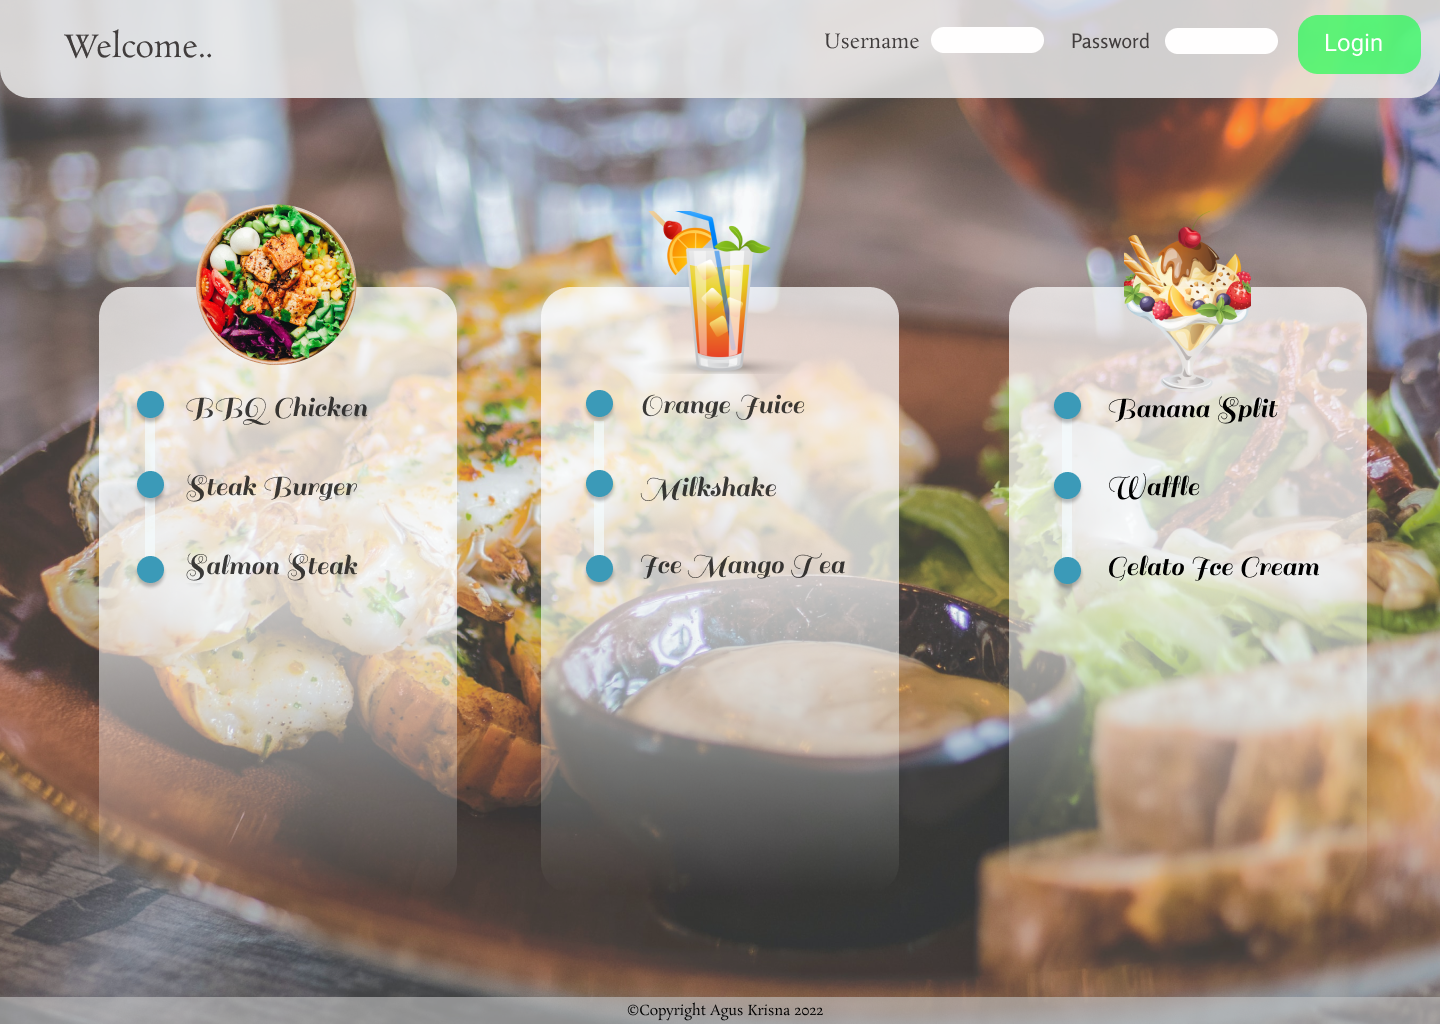 Welcome..
Username
Password
Login
BBQ Chicken
Steak Burger
Salmon Steak
Orange Juice
Milkshake
Ice Mango Tea
Banana Split
Waffle
Gelato Ice Cream
©Copyright Agus Krisna 2022